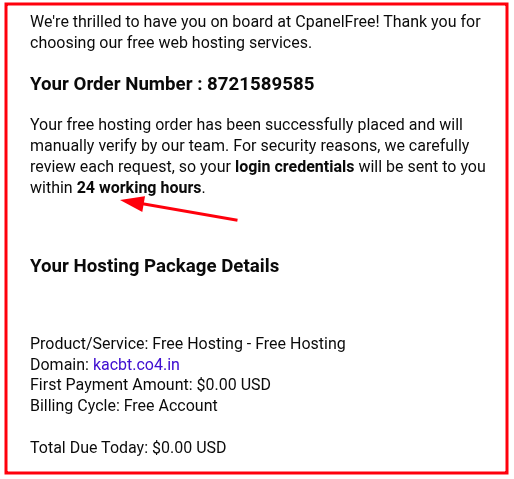 We're thrilled to have you on board at CpanelFree! Thank you for
choosing our free web hosting services.
Your Order Number : 8721589585
Your free hosting order has been successfully placed and will
manually verify by our team. For security reasons, we carefully
review each request, so your login credentials will be sent to you
within 24 working hours.
Your Hosting Package Details
Product/Service: Free Hosting - Free Hosting
Domain: kacbt.co4.in
First Payment Amount: $0.00 USD
Billing Cycle: Free Account
Total Due Today: $0.00 USD